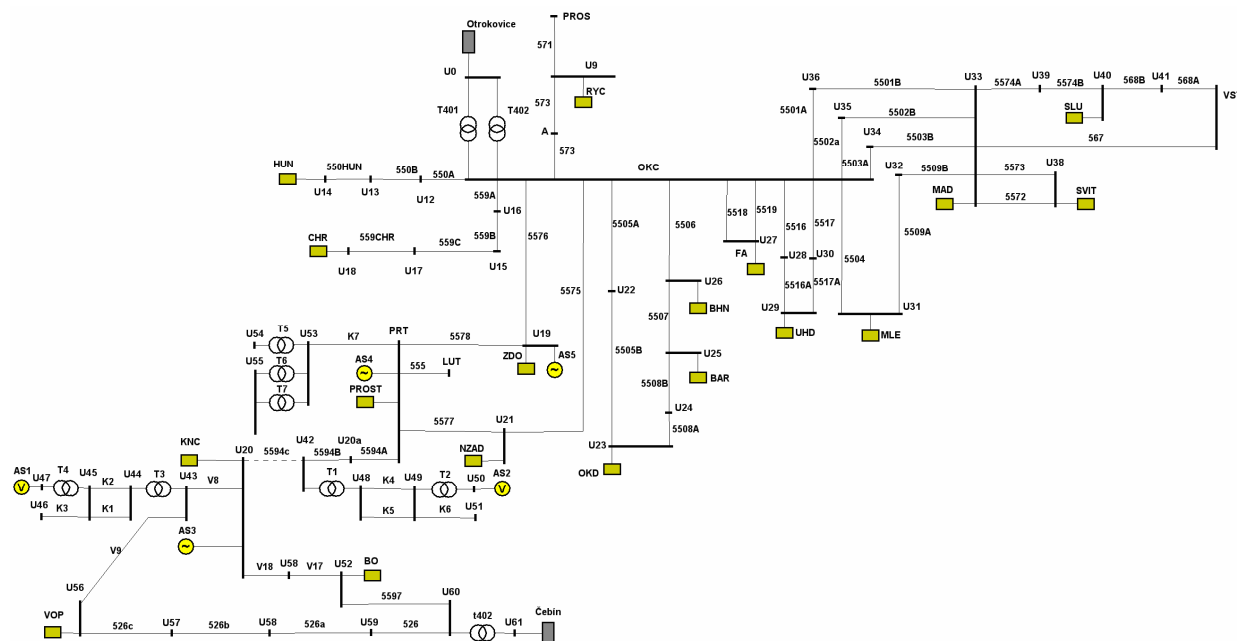 Otrokovice
PROS
571
U0
U9
U36
5501B
U33
5574A
U39
5574B
U40
568B
U41
568A
RYC
T401
T402
573
5501A
U35
5502B
SLU
VS
A
U34
5503B
567
573
5502a
HUN
550HUN
550B
550A
OKC
5503A
U32
5509B
5573
U38
U14
U13
U12
559A
MAD
5572
SVIT
U16
5576
5505A
5506
5518
5519
5516
5517
CHR
559CHR
559C
559B
5509A
U18
U17
U15
U27
FA
U28
U30
5504
5575
U22
U26
5516A
5517A
BHN
U29
U31
U54
T5
U53
K7
PRT
5578
U19
5507
UHD
MLE
U55
T6
AS4
~
555
LUT
ZDO
AS5
~
5505B
U25
T7
PROST
BAR
5508B
U24
5577
U21
5508A
KNC
U20
5594c
U42
5594B
U20a
5594A
NZAD
U23
OKD
AS1
V
U47
T4
U45
K2
U44
T3
U43
V8
T1
U48
K4
U49
T2
U50
AS2
V
U46
K3
K1
K5
K6
U51
AS3
~
V9
V18
U58
V17
U52
BO
U56
5597
U60
VOP
526c
U57
526b
U58
526a
U59
526
t402
U61
Čebín